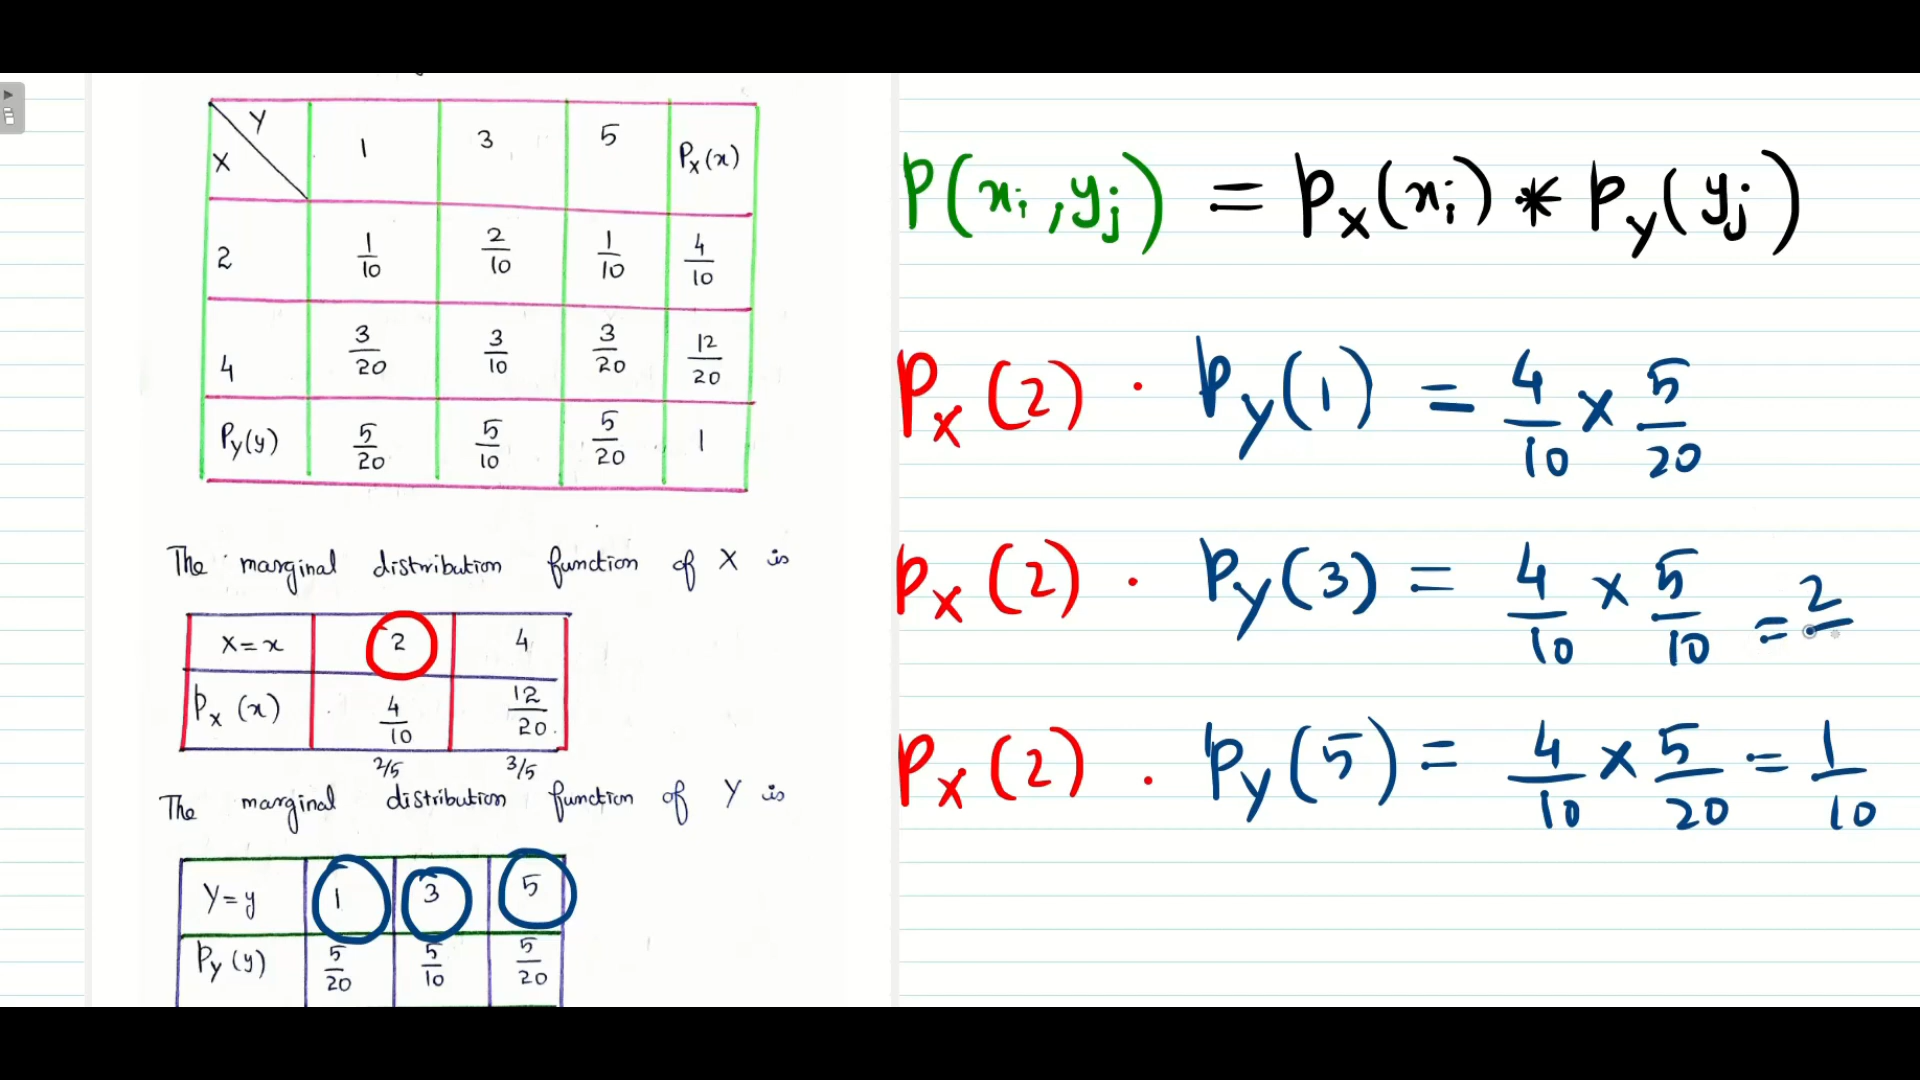 Y
X
1 3 5 Px(x)
2 1/10 2/10 1/10 4/10
4 3/20 3/10 3/20 12/20
Py(y) 5/20 5/10 5/20 1
The marginal distribution function of X is
X=x 2 4
Px(x) 4/10 12/20
2/5 3/5
The marginal distribution function of Y is
Y=y 1 3 5
Py(y) 5/20 5/10 5/20
P(xi,yj) = Px(xi) * Py(yj)
Px(2) · Py(1) = 4/10 × 5/20
Px(2) · Py(3) = 4/10 × 5/10 = 2/
Px(2) · Py(5) = 4/10 × 5/20 = 1/10